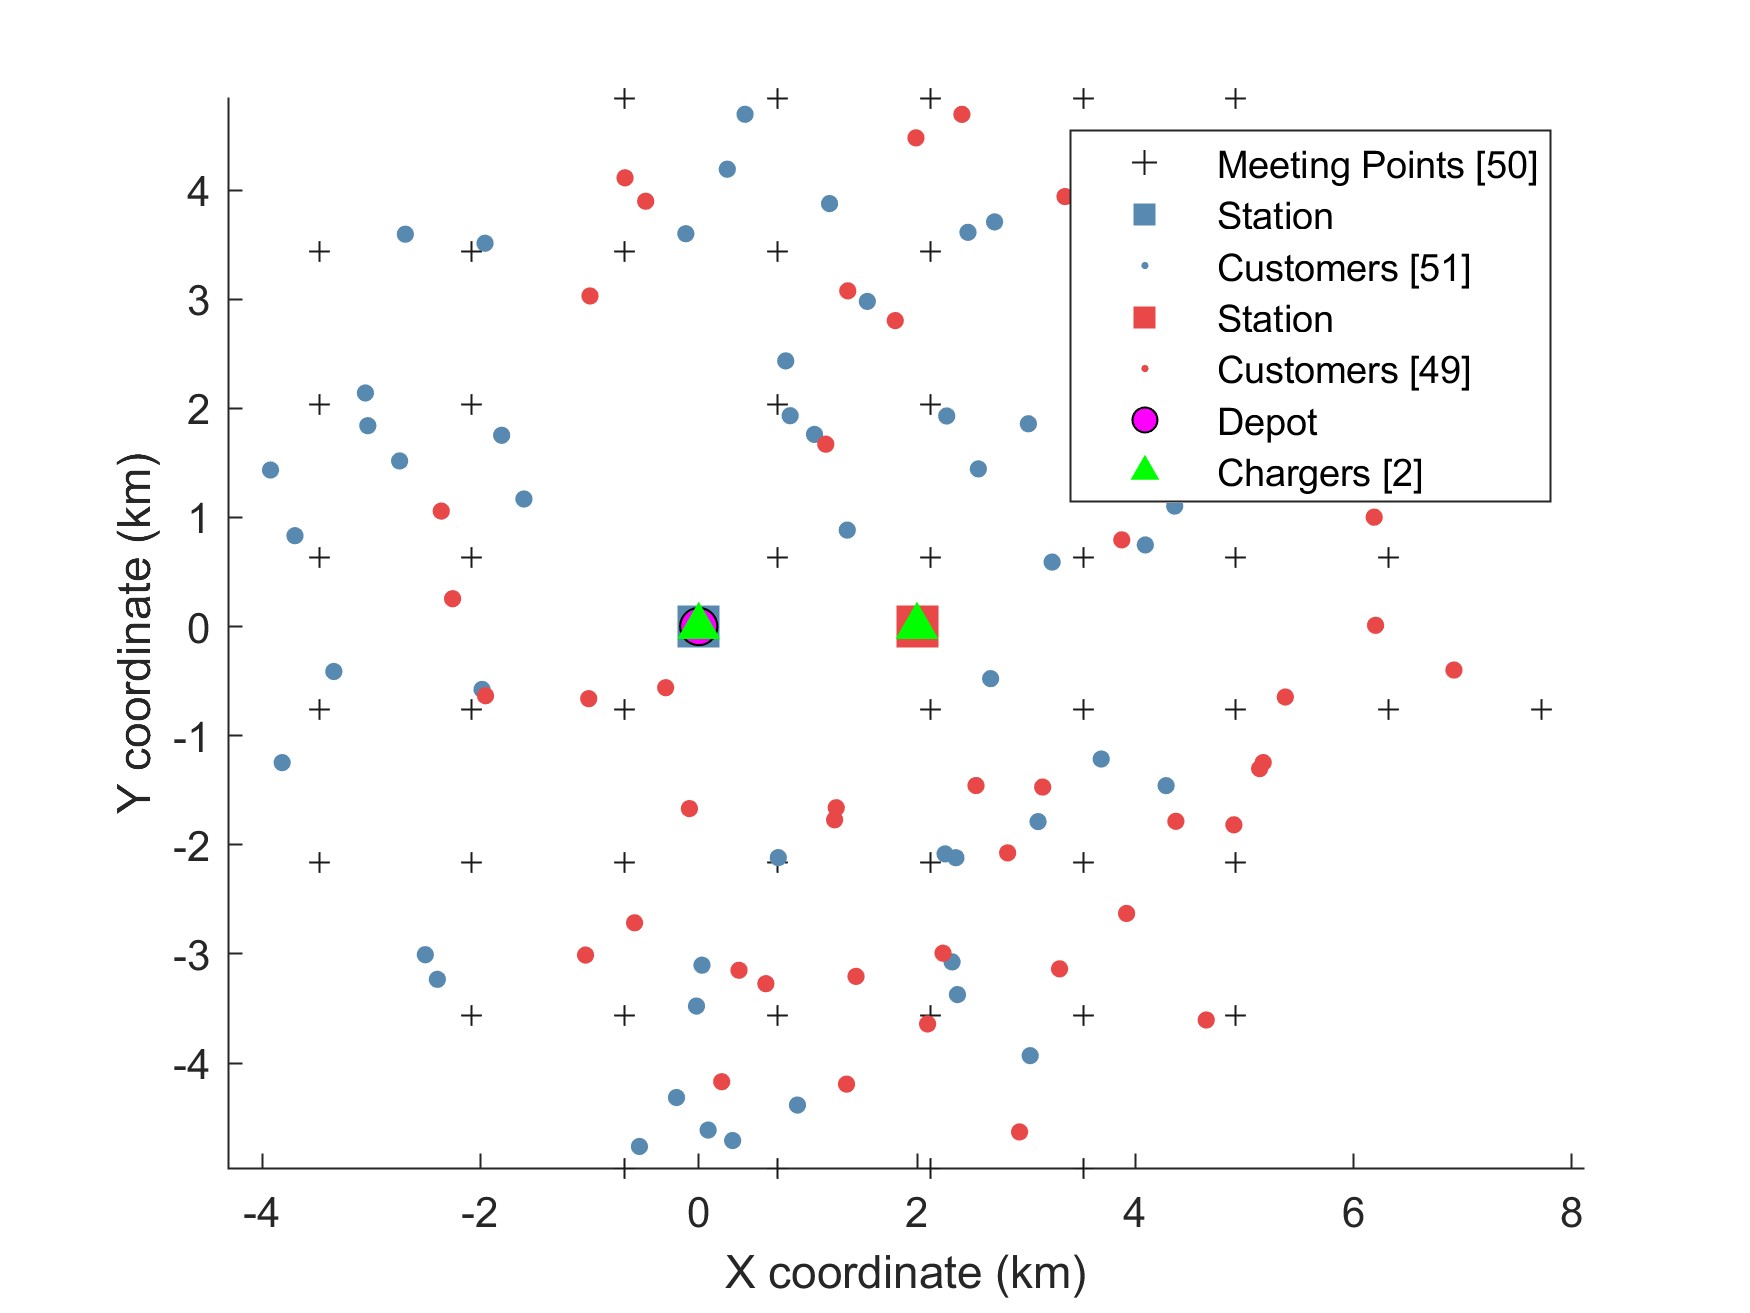 Meeting Points [50]
Station
Customers [51]
Station
Customers [49]
Depot
Chargers [2]
Y coordinate (km)
4
3
2
1
0
-1
-2
-3
-4
-4 -2 0 2 4 6 8
X coordinate (km)